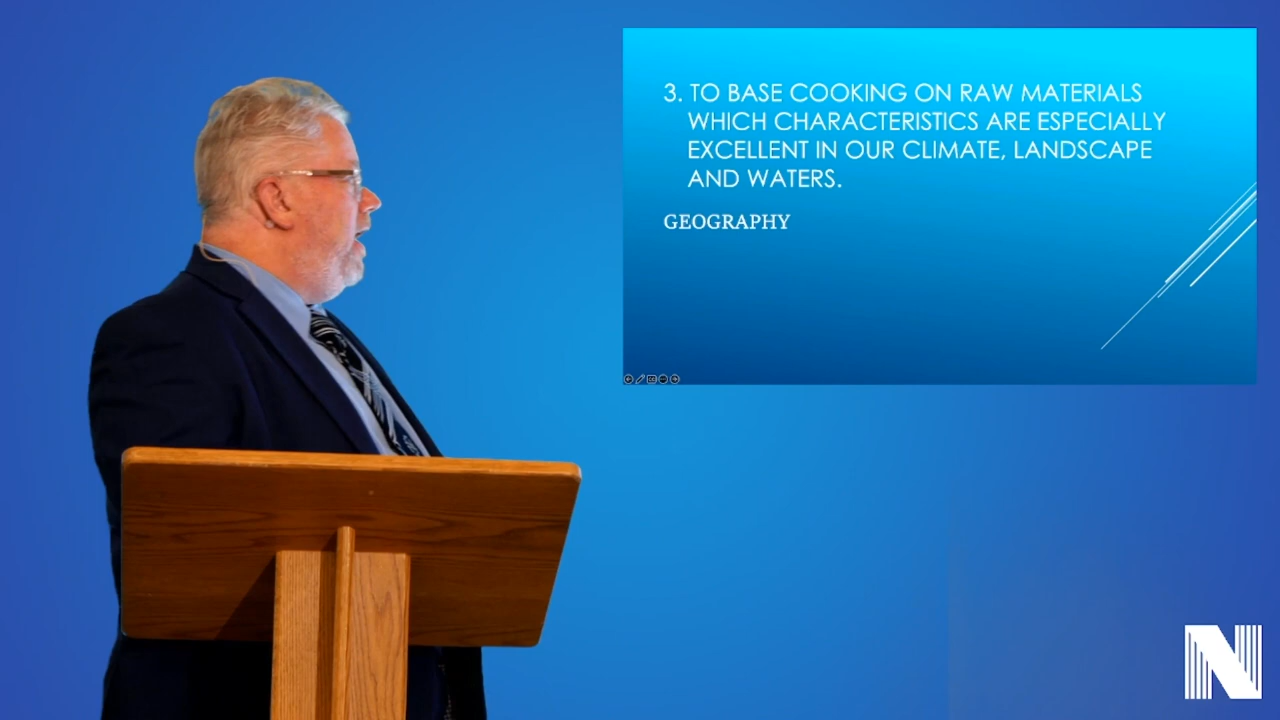 3. TO BASE COOKING ON RAW MATERIALS
WHICH CHARACTERISTICS ARE ESPECIALLY
EXCELLENT IN OUR CLIMATE, LANDSCAPE
AND WATERS.
GEOGRAPHY
N